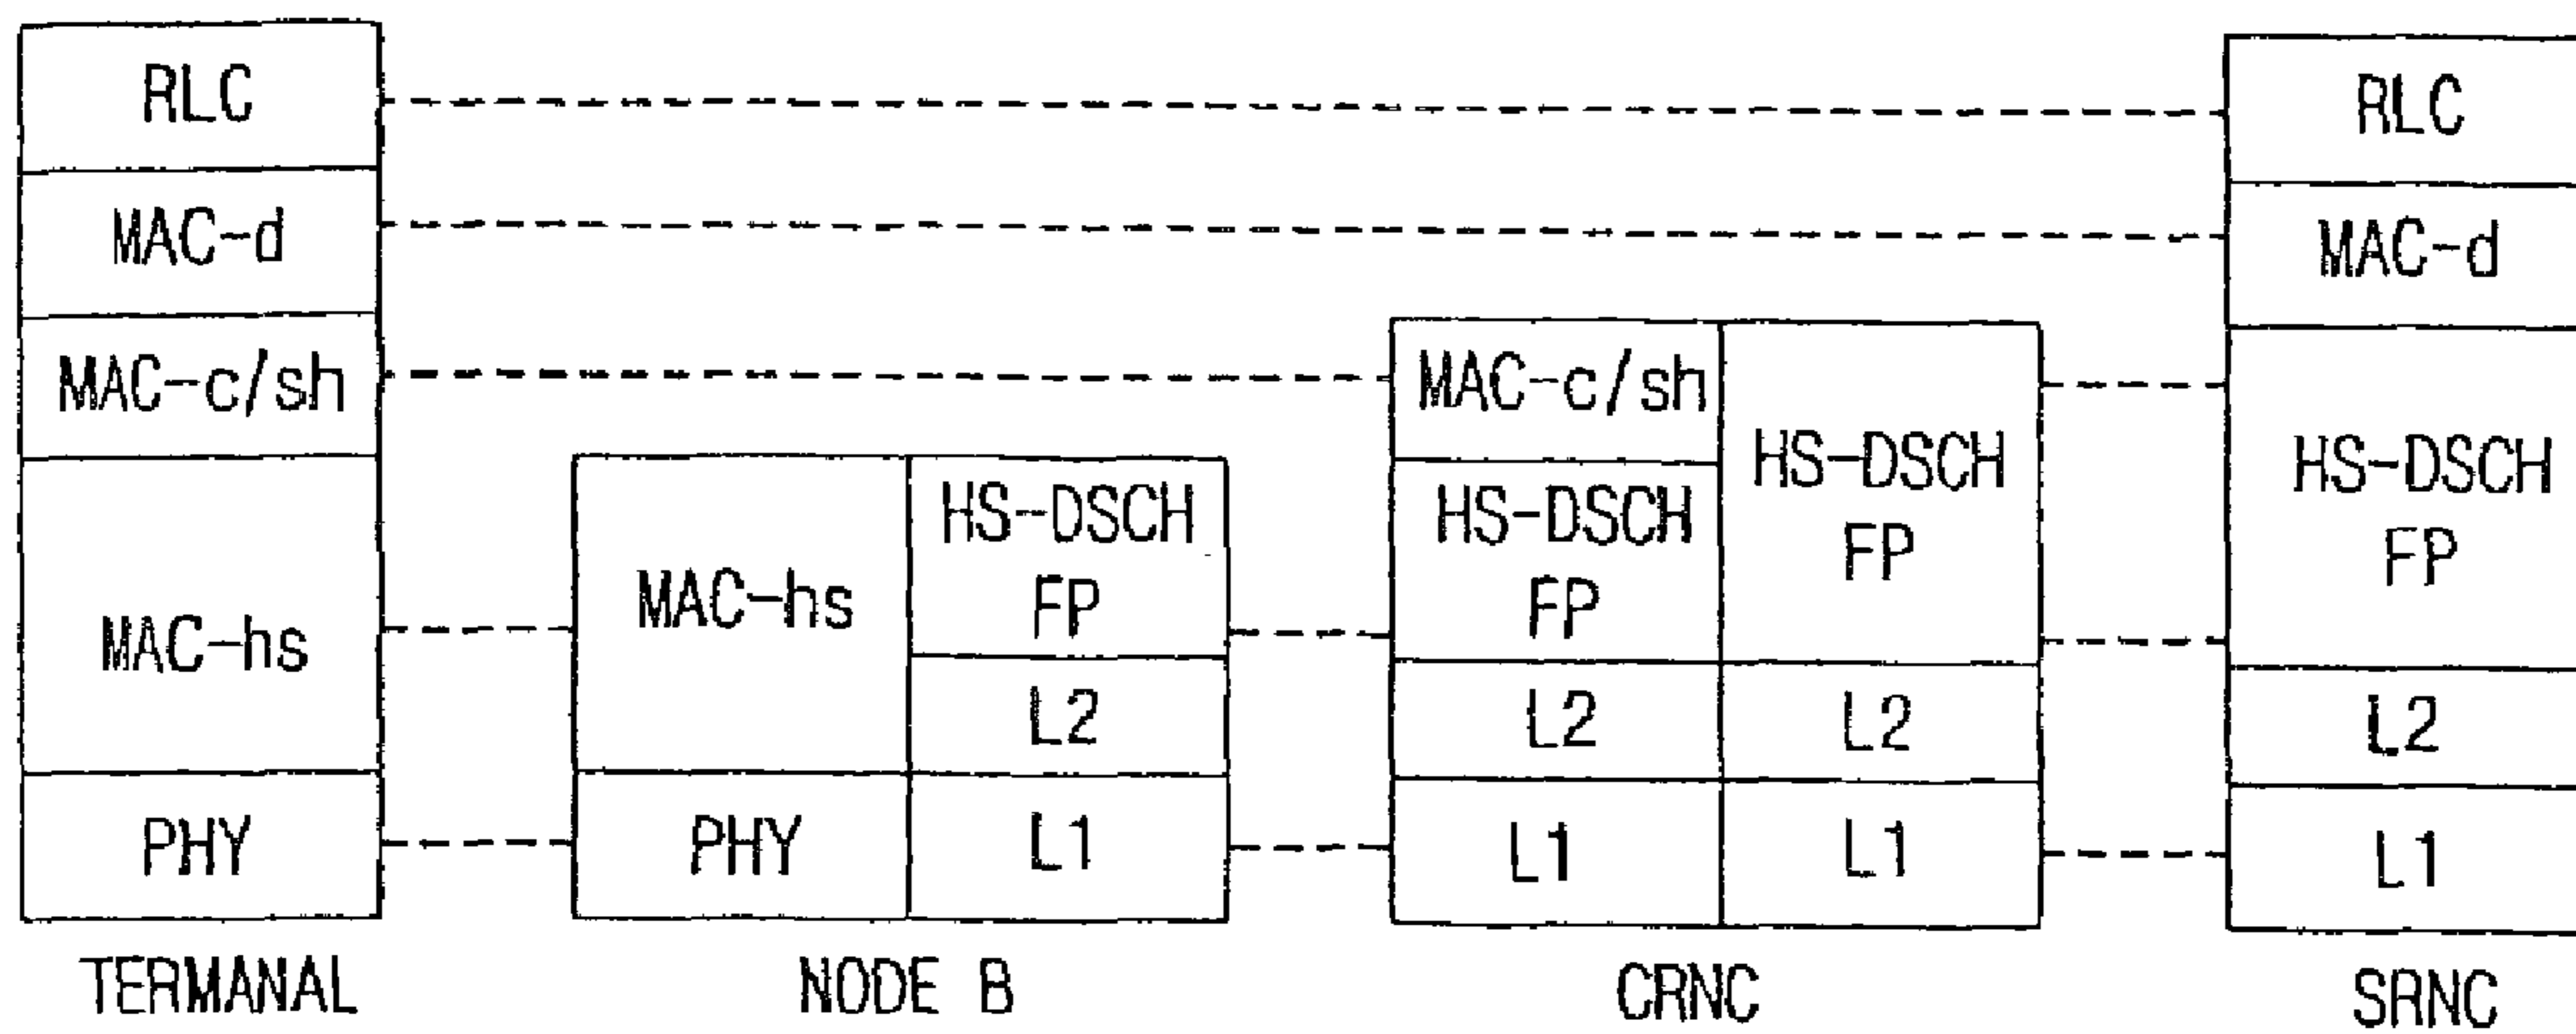 RLC
MAC-d
MAC-c/sh
MAC-hs
PHY
TERMANAL
MAC-hs
PHY
HS-DSCH
FP
L2
L1
NODE B
MAC-c/sh
HS-DSCH
FP
L2
L1
HS-DSCH
FP
L2
L1
CRNC
RLC
MAC-d
HS-DSCH
FP
L2
L1
SRNC